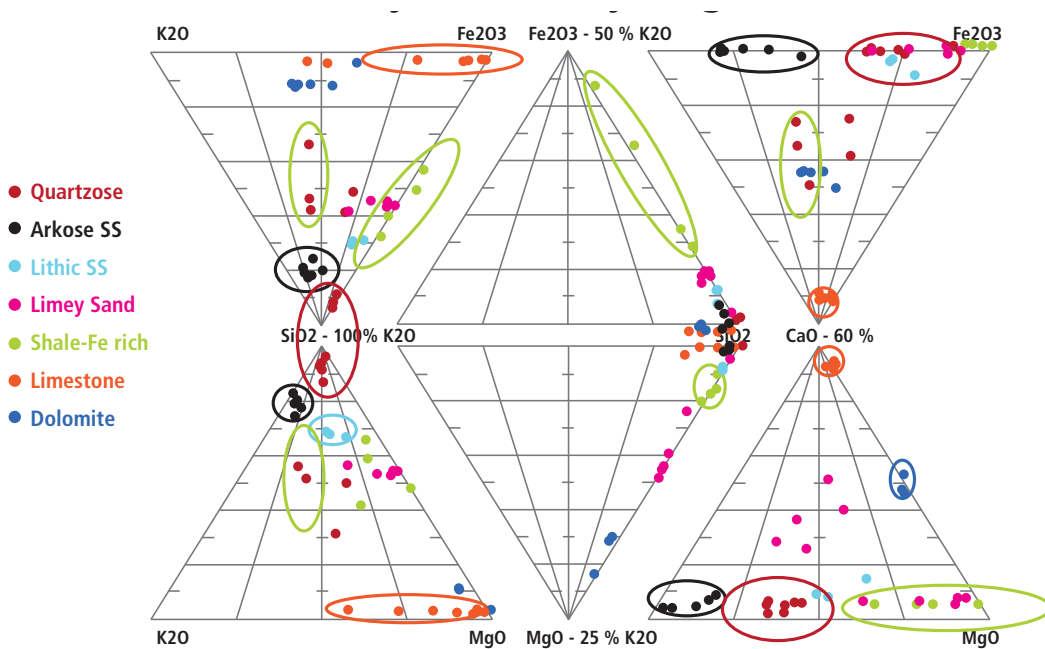 K2O
Fe2O3
Fe2O3 - 50 % K2O
Fe2O3
Quartzose
Arkose SS
Lithic SS
Limey Sand
Shale-Fe rich
Limestone
Dolomite
SiO2 - 100% K2O
SiO2
CaO - 60 %
K2O
MgO
MgO - 25 % K2O
MgO